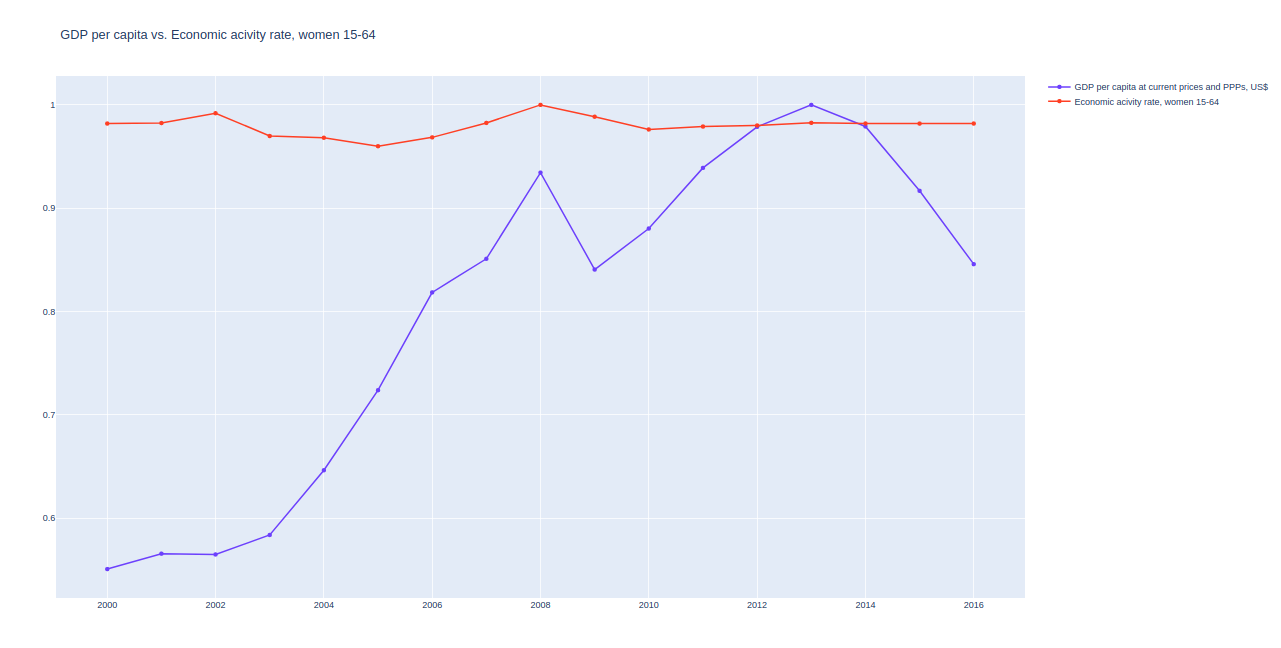 GDP per capita vs. Economic acivity rate, women 15-64
GDP per capita at current prices and PPPs, US$
Economic acivity rate, women 15-64
1
0.9
0.8
0.7
0.6
2000 2002 2004 2006 2008 2010 2012 2014 2016